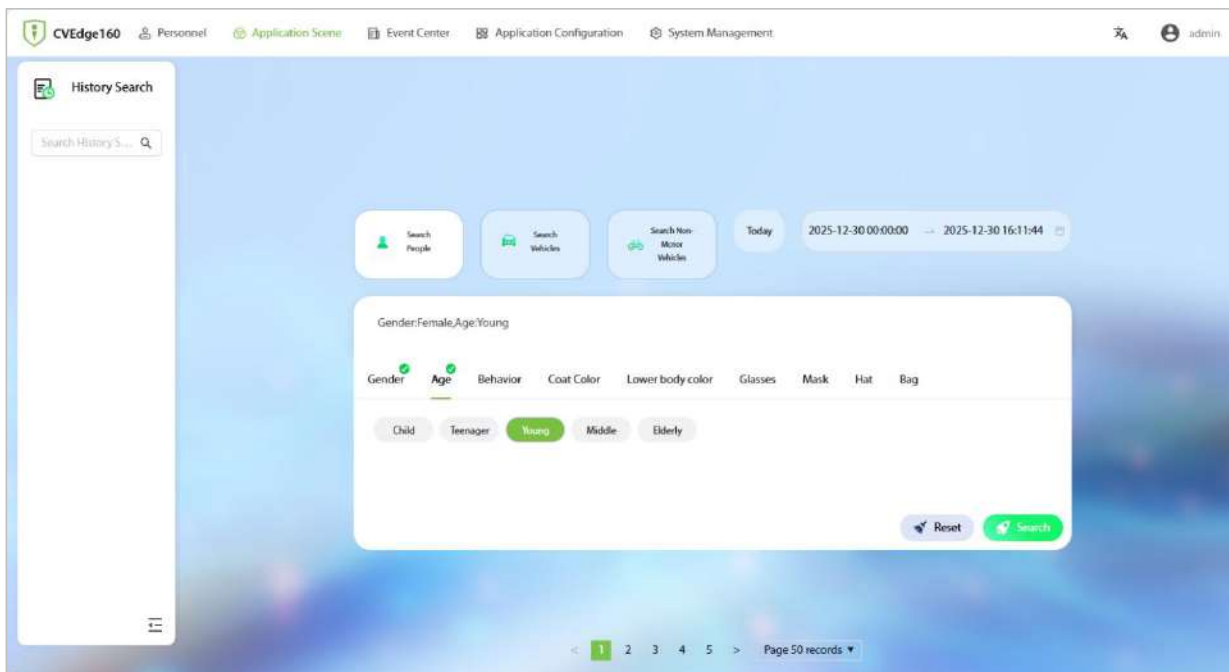 CVEdge160 Personnel Application Scene Event Center Application Configuration System Management admin
History Search
Search History S...
Search
People
Search
Vehicles
Search Non-
Motor
Vehicles
Today 2025-12-30 00:00:00 → 2025-12-30 16:11:44
Gender:Female,Age:Young
Gender Age Behavior Coat Color Lower body color Glasses Mask Hat Bag
Child Teenager Young Middle Elderly
Reset Search
< 1 2 3 4 5 > Page 50 records ▼